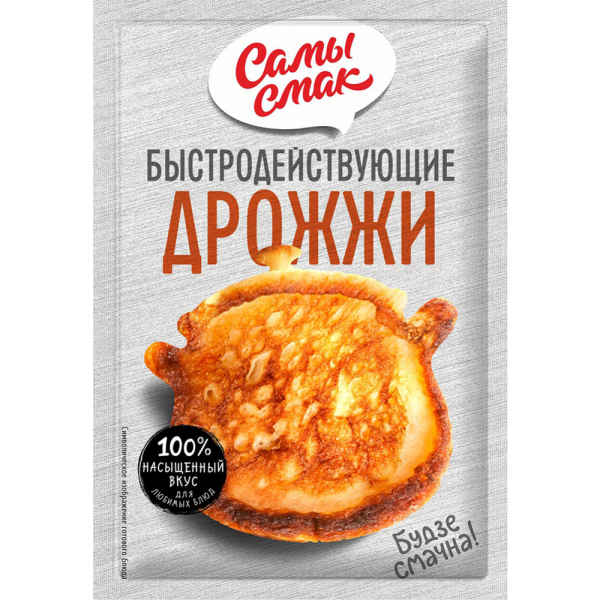 Самы
смак
БЫСТРОДЕЙСТВУЮЩИЕ
ДРОЖЖИ
100%
НАСЫЩЕННЫЙ
ВКУС
ДЛЯ
ЛЮБИМЫХ БЛЮД
Будзе
смачна!
Символическое изображение готового блюда